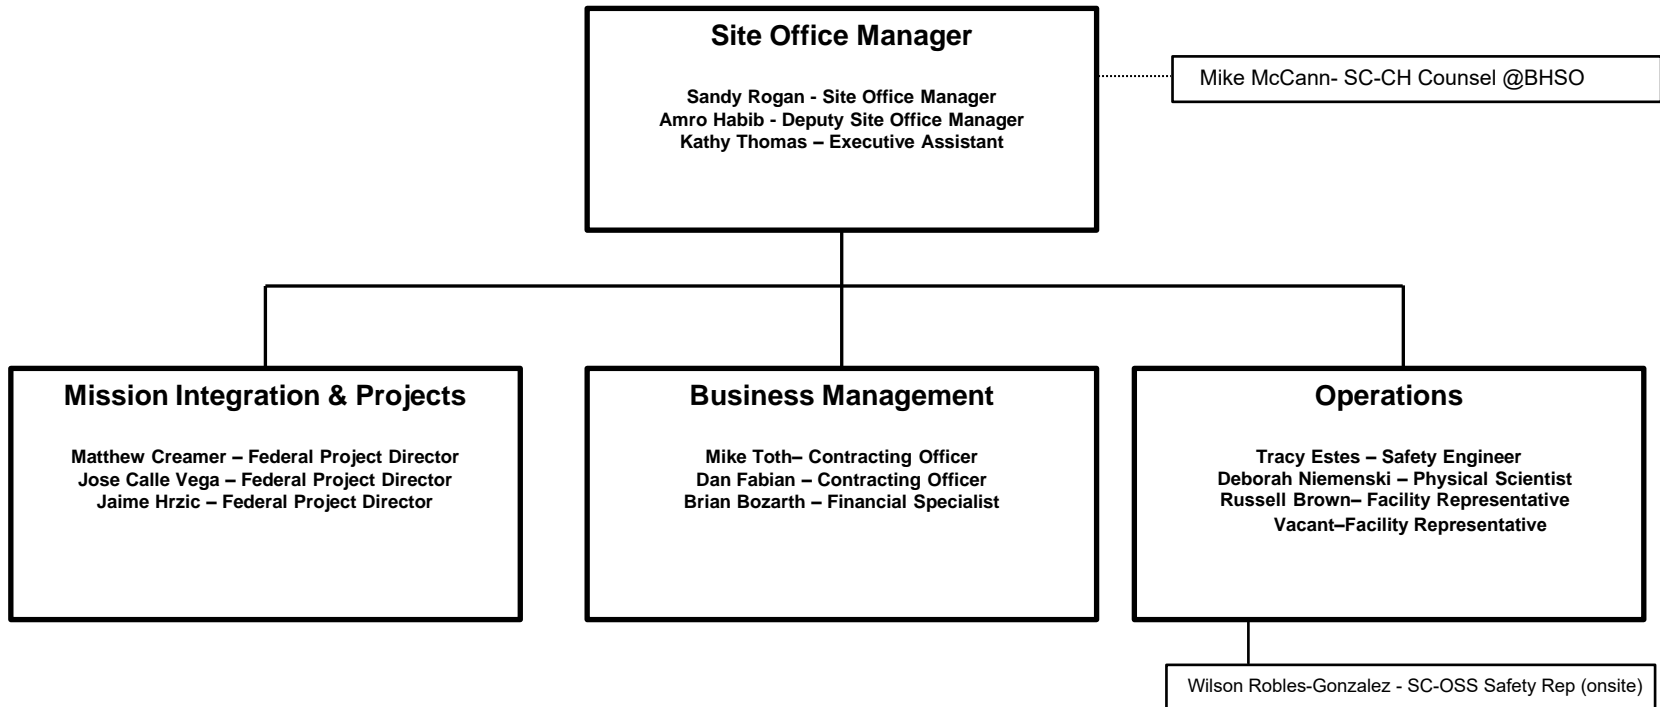 Site Office Manager
Sandy Rogan - Site Office Manager
Amro Habib - Deputy Site Office Manager
Kathy Thomas – Executive Assistant
Mike McCann- SC-CH Counsel @BHSO
Mission Integration & Projects
Matthew Creamer – Federal Project Director
Jose Calle Vega – Federal Project Director
Jaime Hrzic – Federal Project Director
Business Management
Mike Toth– Contracting Officer
Dan Fabian – Contracting Officer
Brian Bozarth – Financial Specialist
Operations
Tracy Estes – Safety Engineer
Deborah Niemenski – Physical Scientist
Russell Brown– Facility Representative
Vacant–Facility Representative
Wilson Robles-Gonzalez - SC-OSS Safety Rep (onsite)